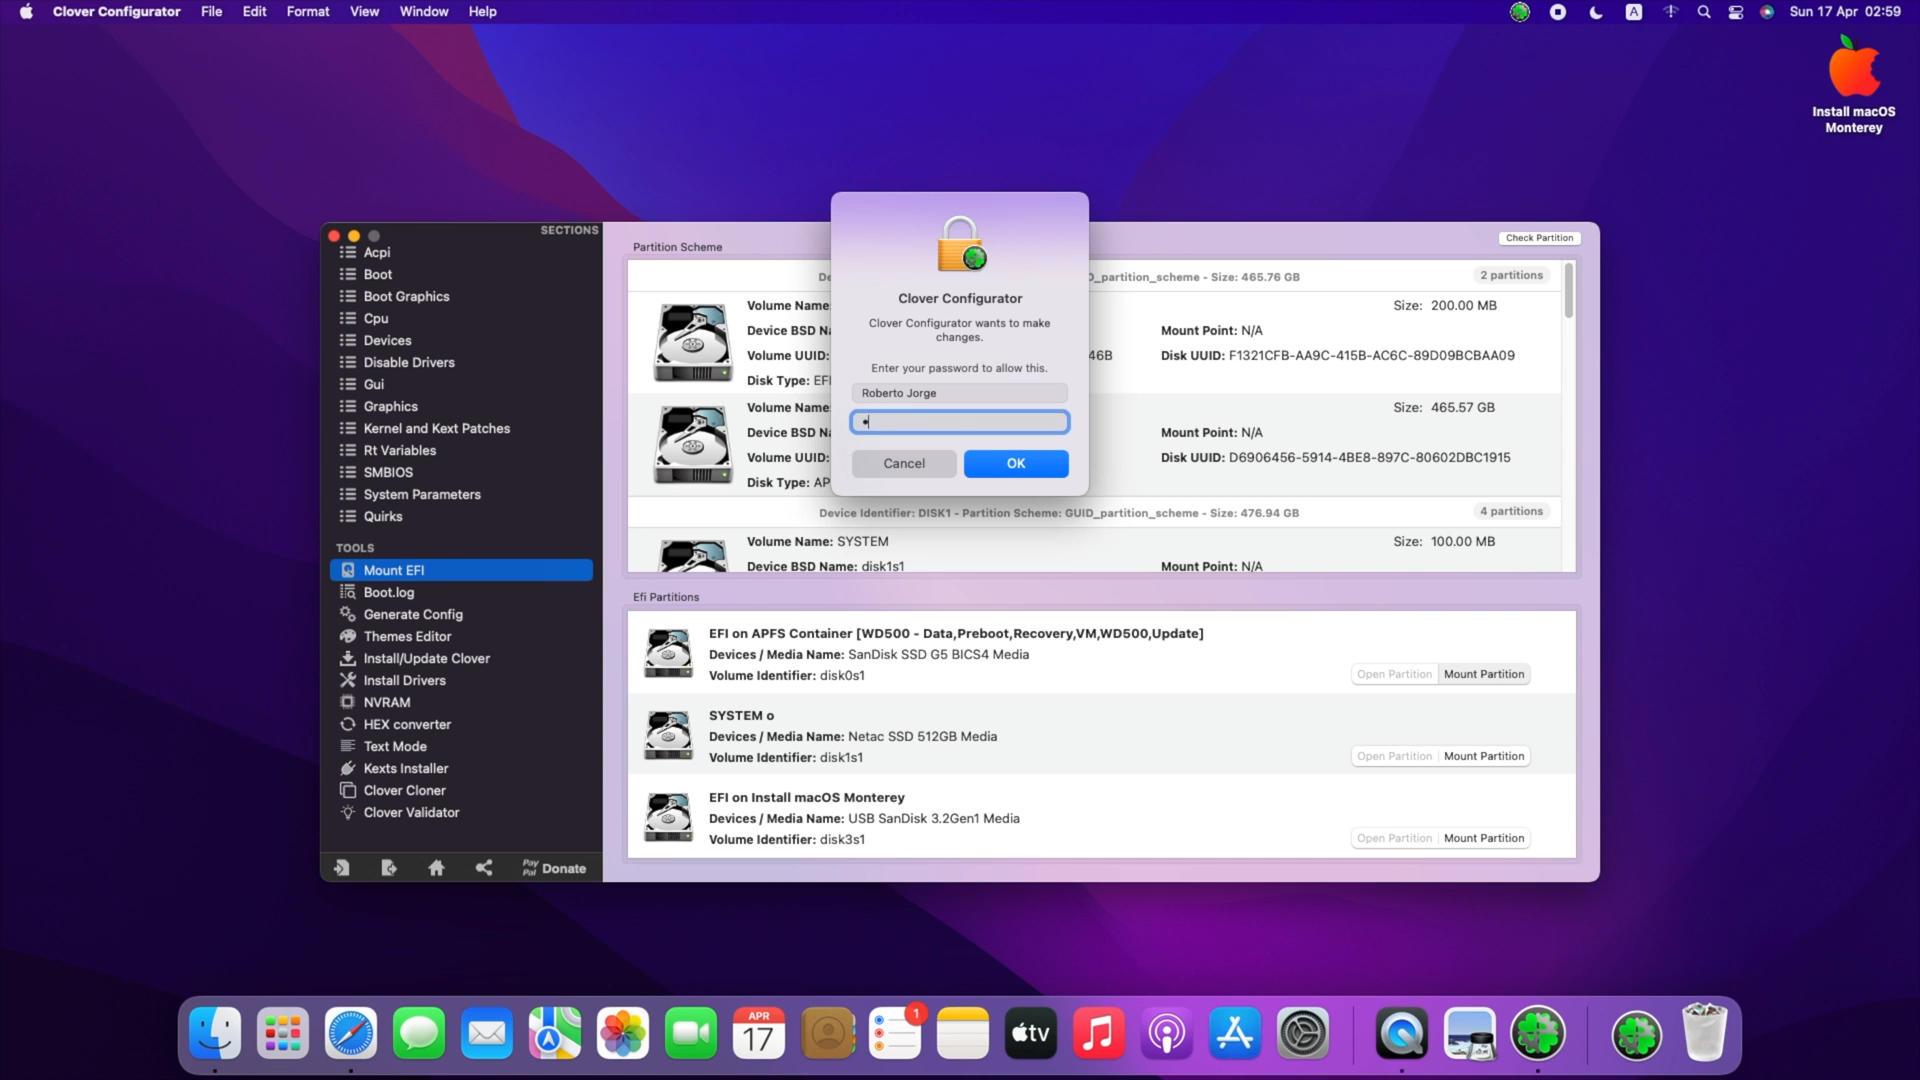 Clover Configurator File Edit Format View Window Help
A
Sun 17 Apr 02:59
Install macOS
Monterey
SECTIONS
Acpi
Boot
Boot Graphics
Cpu
Devices
Disable Drivers
Gui
Graphics
Kernel and Kext Patches
Rt Variables
SMBIOS
System Parameters
Quirks
TOOLS
Mount EFI
Boot.log
Generate Config
Themes Editor
Install/Update Clover
Install Drivers
NVRAM
HEX converter
Text Mode
Kexts Installer
Clover Cloner
Clover Validator
Pay
Pal
Donate
Partition Scheme
Check Partition
_partition_scheme - Size: 465.76 GB
2 partitions
Volume Name:
Size: 200.00 MB
Device BSD
Mount Point: N/A
Volume UUID:
46B
Disk UUID: F1321CFB-AA9C-415B-AC6C-89D09BCBAA09
Disk Type: EFI
Volume Name:
Size: 465.57 GB
Device BSD
Mount Point: N/A
Volume UUID:
Disk UUID: D6906456-5914-4BE8-897C-80602DBC1915
Disk Type: AP
Device Identifier: DISK1 - Partition Scheme: GUID_partition_scheme - Size: 476.94 GB
4 partitions
Volume Name: SYSTEM
Size: 100.00 MB
Device BSD Name: disk1s1
Mount Point: N/A
Clover Configurator
Clover Configurator wants to make
changes.
Enter your password to allow this.
Roberto Jorge
Cancel OK
Efi Partitions
EFI on APFS Container [WD500 - Data,Preboot,Recovery,VM,WD500,Update]
Devices / Media Name: SanDisk SSD G5 BICS4 Media
Volume Identifier: disk0s1
Open Partition Mount Partition
SYSTEM o
Devices / Media Name: Netac SSD 512GB Media
Volume Identifier: disk1s1
Open Partition Mount Partition
EFI on Install macOS Monterey
Devices / Media Name: USB SanDisk 3.2Gen1 Media
Volume Identifier: disk3s1
Open Partition Mount Partition
APR
17
1
tv